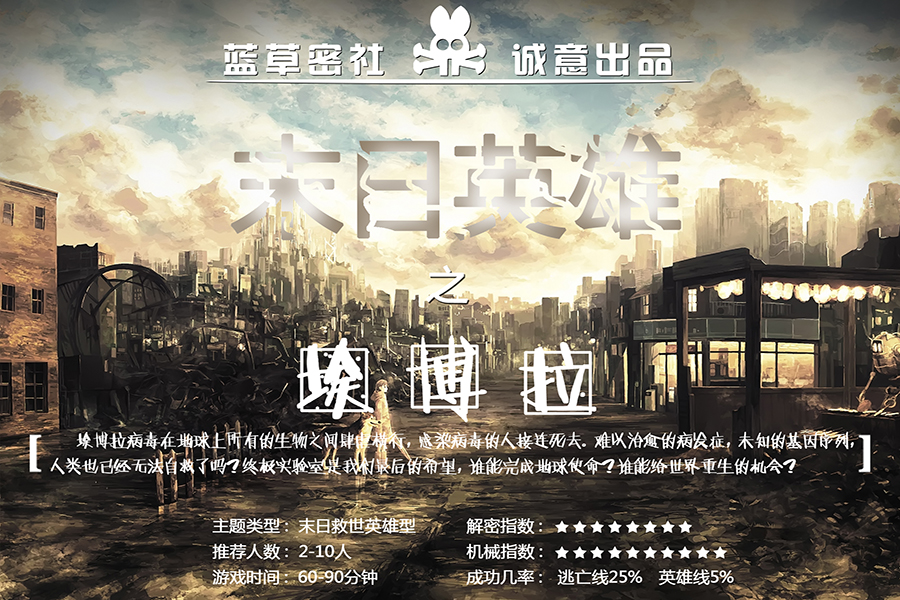 蓝草密社 诚意出品
末日英雄
之
埃博拉
【 埃博拉病毒在地球上所有的生物之间肆虐横行，感染病毒的人接连死去。难以治愈的病发症，未知的基因序列，
人类也已经无法自救了吗？终极实验室是我们最后的希望，谁能完成地球使命？谁能给世界重生的机会？ 】
主题类型：末日救世英雄型 解密指数：★★★★★★★★
推荐人数：2-10人 机械指数：★★★★★★★★★★
游戏时间：60-90分钟 成功几率： 逃亡线25% 英雄线5%